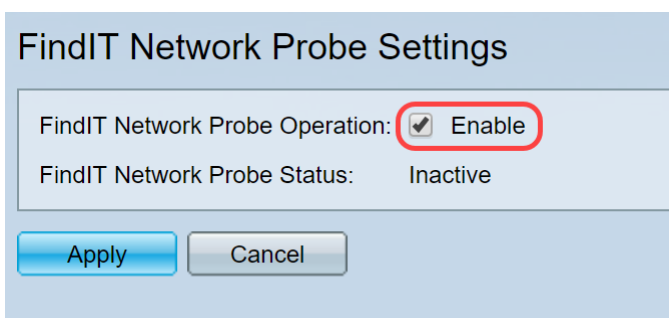 FindIT Network Probe Settings
FindIT Network Probe Operation: Enable
FindIT Network Probe Status: Inactive
Apply Cancel